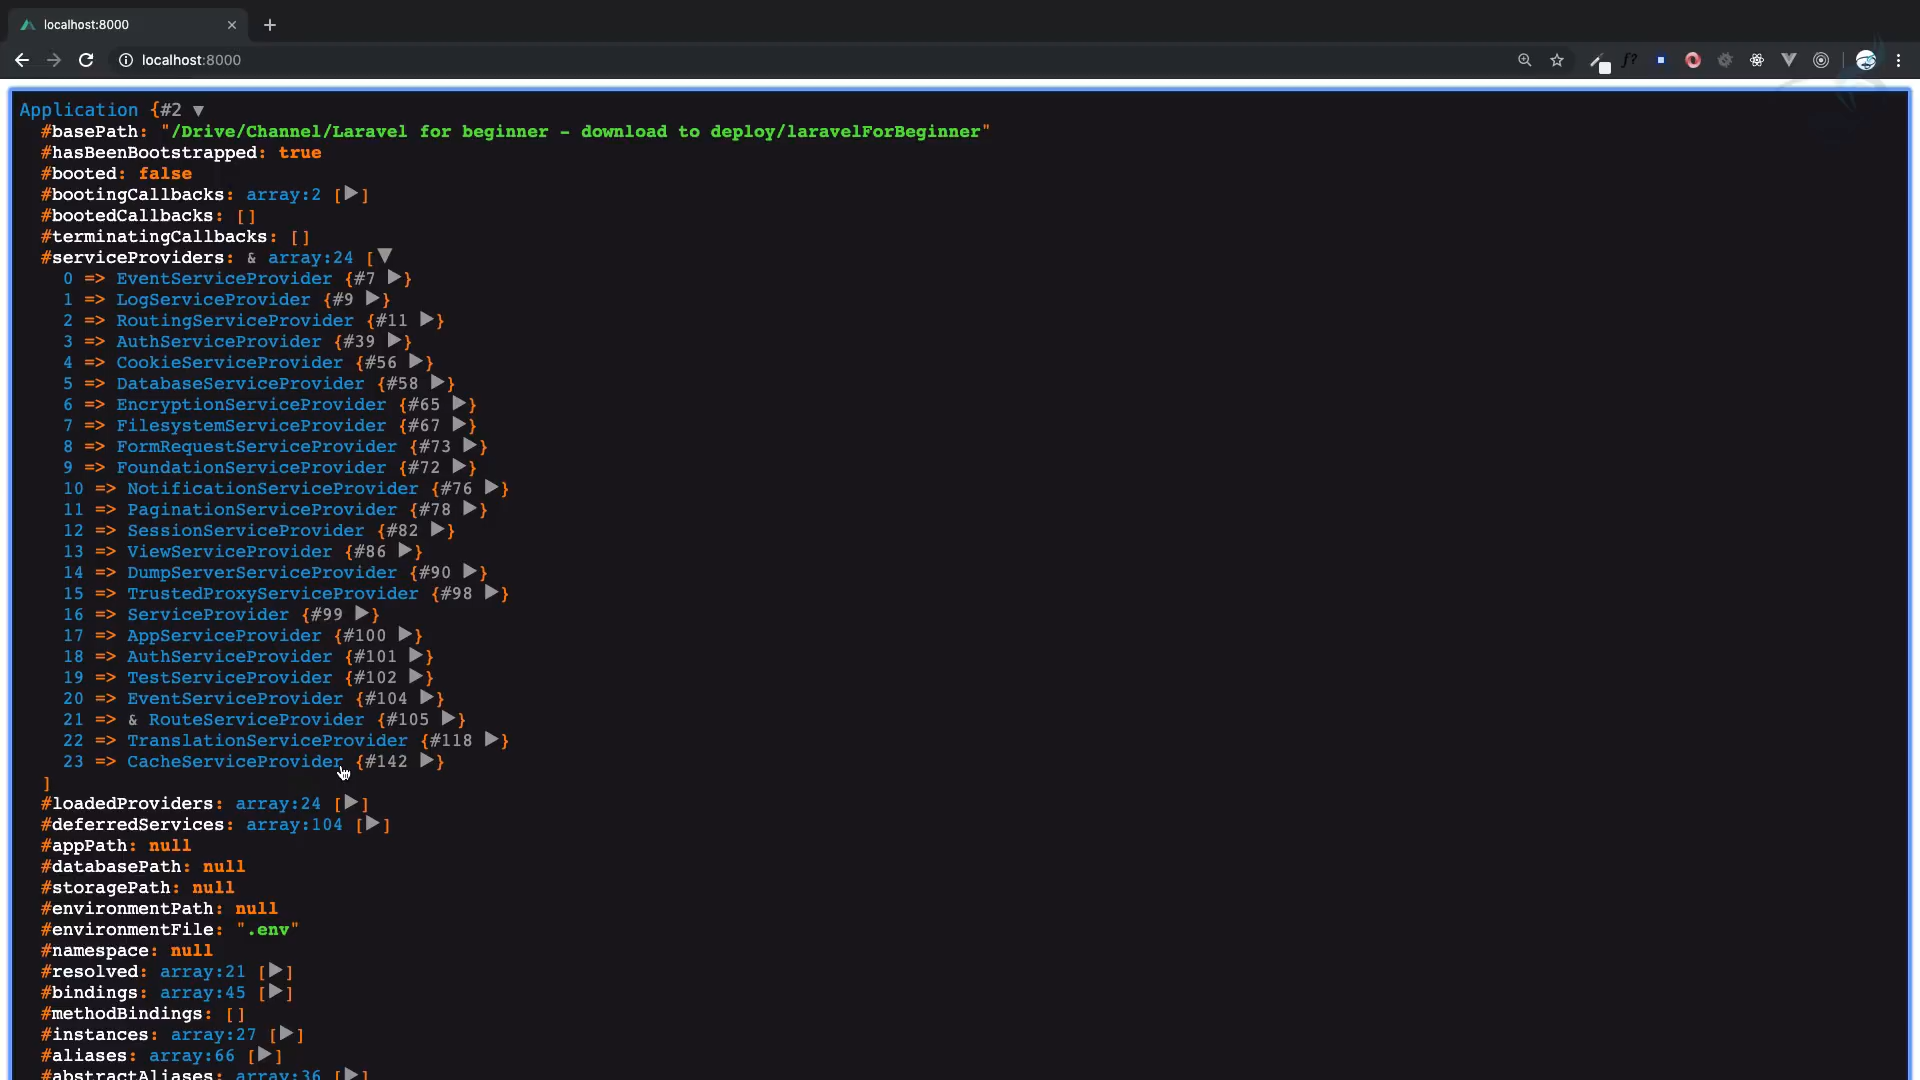 localhost:8000
localhost:8000
Application {#2 ▼
#basePath: "/Drive/Channel/Laravel for beginner - download to deploy/laravelForBeginner"
#hasBeenBootstrapped: true
#booted: false
#bootingCallbacks: array:2 [▶]
#bootedCallbacks: []
#terminatingCallbacks: []
#serviceProviders: & array:24 [▼
0 => EventServiceProvider {#7 ▶}
1 => LogServiceProvider {#9 ▶}
2 => RoutingServiceProvider {#11 ▶}
3 => AuthServiceProvider {#39 ▶}
4 => CookieServiceProvider {#56 ▶}
5 => DatabaseServiceProvider {#58 ▶}
6 => EncryptionServiceProvider {#65 ▶}
7 => FilesystemServiceProvider {#67 ▶}
8 => FormRequestServiceProvider {#73 ▶}
9 => FoundationServiceProvider {#72 ▶}
10 => NotificationServiceProvider {#76 ▶}
11 => PaginationServiceProvider {#78 ▶}
12 => SessionServiceProvider {#82 ▶}
13 => ViewServiceProvider {#86 ▶}
14 => DumpServerServiceProvider {#90 ▶}
15 => TrustedProxyServiceProvider {#98 ▶}
16 => ServiceProvider {#99 ▶}
17 => AppServiceProvider {#100 ▶}
18 => AuthServiceProvider {#101 ▶}
19 => TestServiceProvider {#102 ▶}
20 => EventServiceProvider {#104 ▶}
21 => & RouteServiceProvider {#105 ▶}
22 => TranslationServiceProvider {#118 ▶}
23 => CacheServiceProvider {#142 ▶}
]
#loadedProviders: array:24 [▶]
#deferredServices: array:104 [▶]
#appPath: null
#databasePath: null
#storagePath: null
#environmentPath: null
#environmentFile: ".env"
#namespace: null
#resolved: array:21 [▶]
#bindings: array:45 [▶]
#methodBindings: []
#instances: array:27 [▶]
#aliases: array:66 [▶]
#abstractAliases: array:36 [▶]